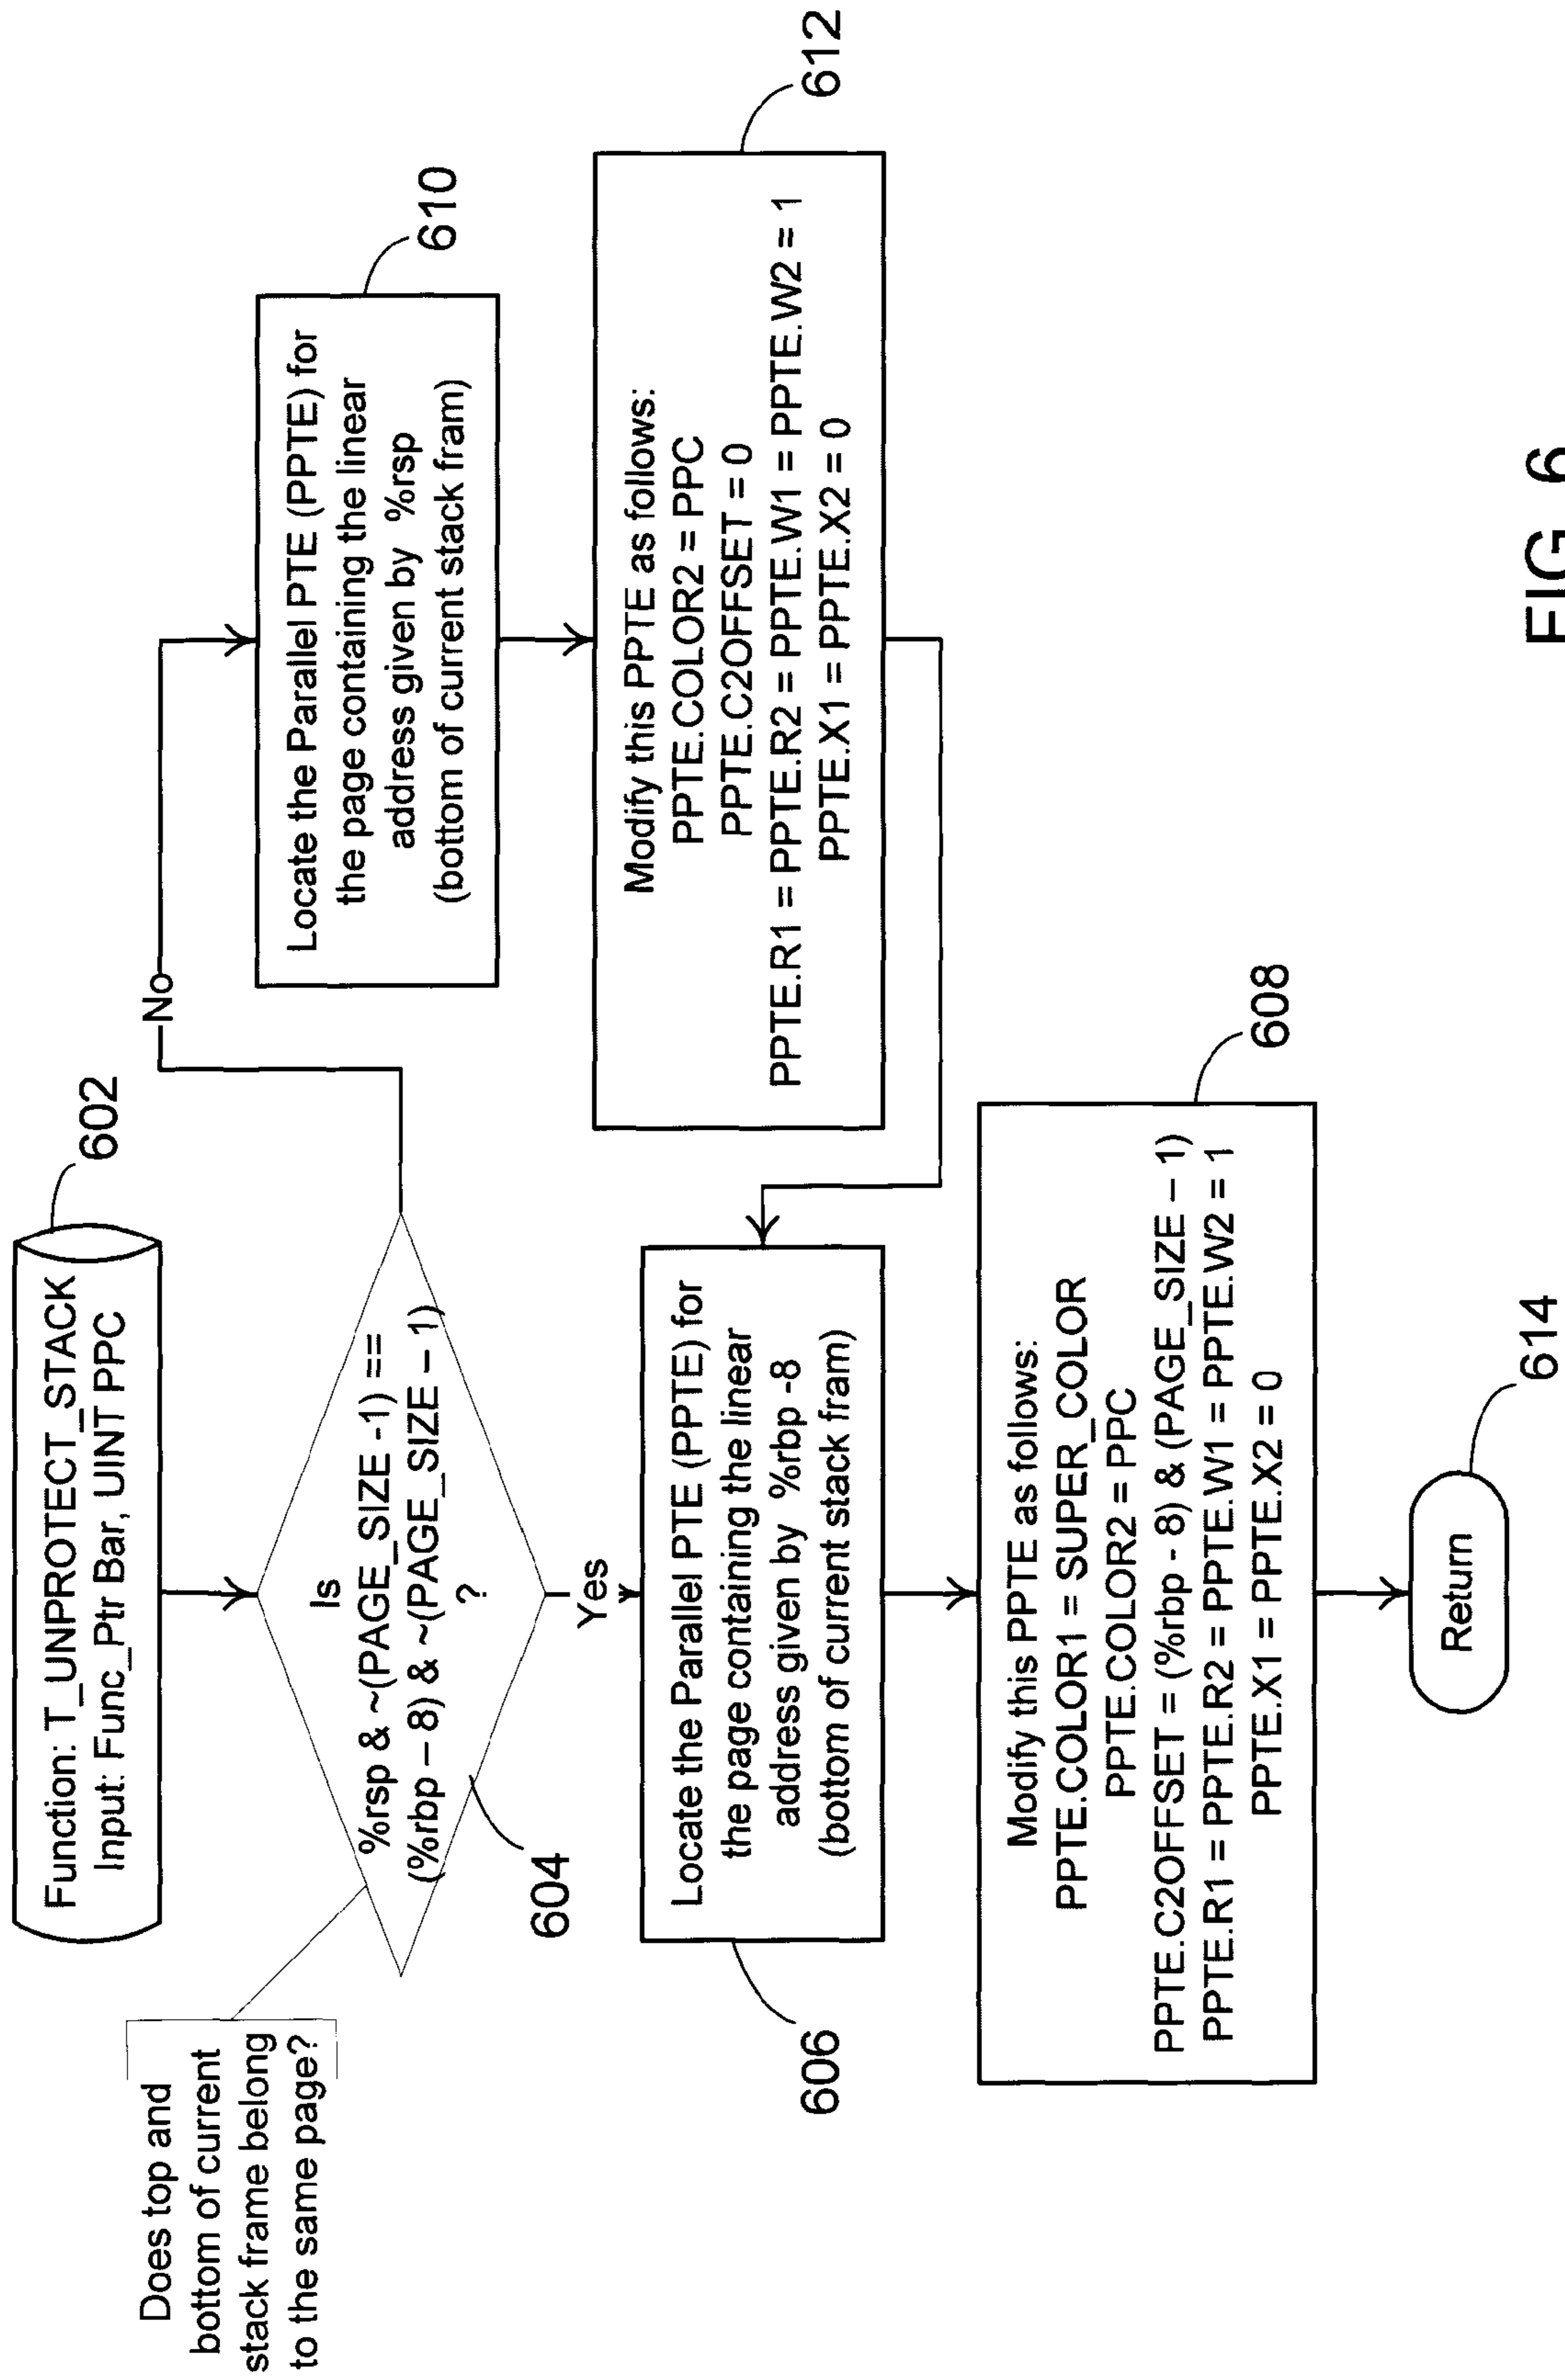 Function: T_UNPROTECT_STACK
Input: Func_Ptr Bar, UINT PPC
602
Does top and
bottom of current
stack frame belong
to the same page?
Is
%rsp & ~(PAGE_SIZE -1) ==
(%rbp – 8) & ~(PAGE_SIZE – 1)
?
604
No
Yes
Locate the Parallel PTE (PPTE) for
the page containing the linear
address given by %rsp
(bottom of current stack fram)
610
Modify this PPTE as follows:
PPTE.COLOR2 = PPC
PPTE.C2OFFSET = 0
PPTE.R1 = PPTE.R2 = PPTE.W1 = PPTE.W2 = 1
PPTE.X1 = PPTE.X2 = 0
612
Locate the Parallel PTE (PPTE) for
the page containing the linear
address given by %rbp -8
(bottom of current stack fram)
606
Modify this PPTE as follows:
PPTE.COLOR1 = SUPER_COLOR
PPTE.COLOR2 = PPC
PPTE.C2OFFSET = (%rbp - 8) & (PAGE_SIZE – 1)
PPTE.R1 = PPTE.R2 = PPTE.W1 = PPTE.W2 = 1
PPTE.X1 = PPTE.X2 = 0
608
Return
614
FIG. 6